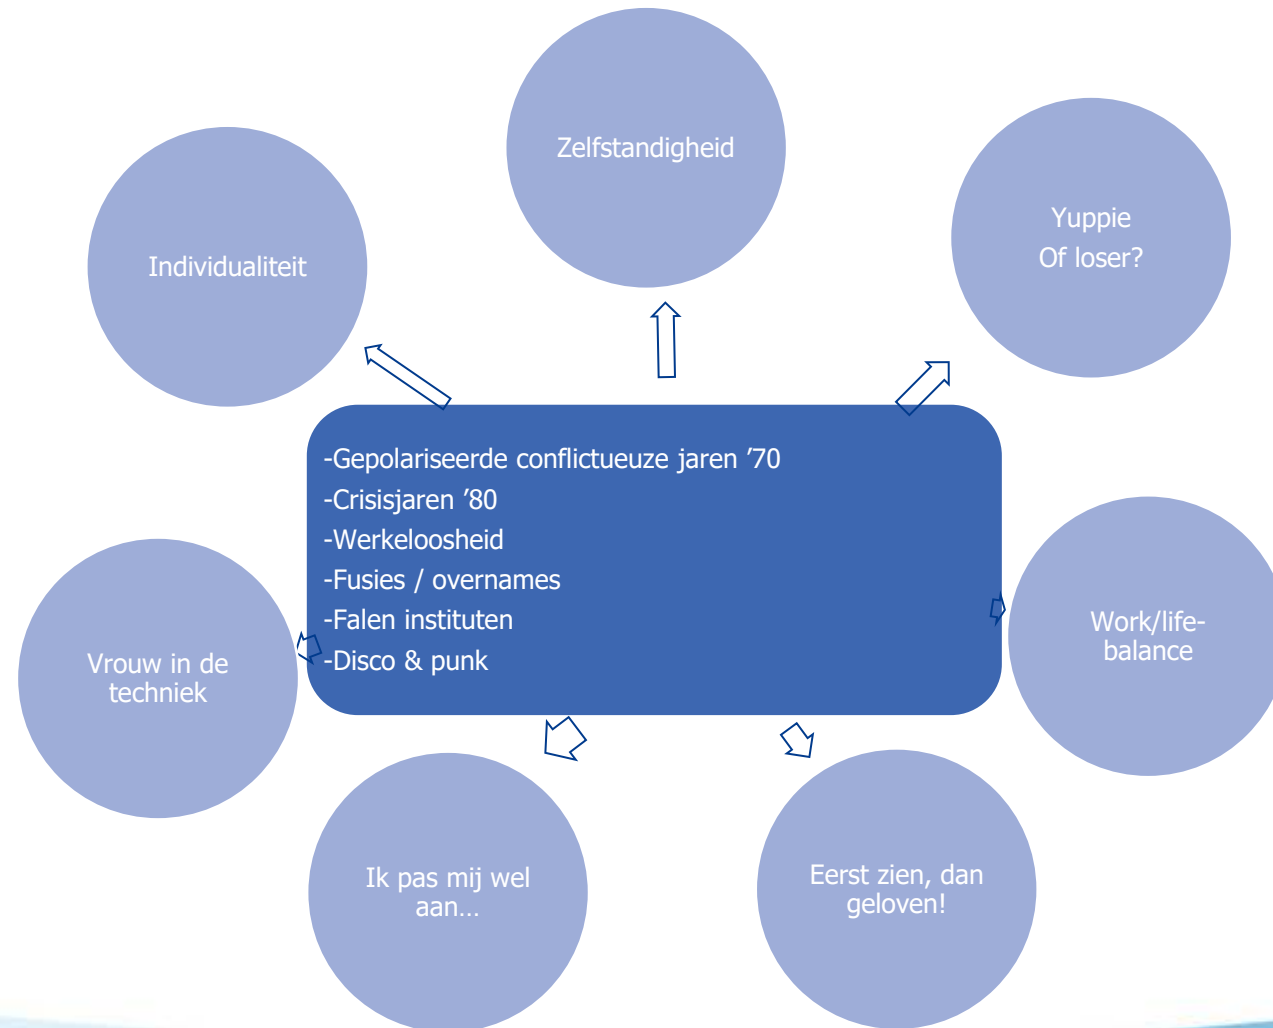 Zelfstandigheid
Yuppie
Of loser?
Individualiteit
-Gepolariseerde conflictueuze jaren ’70
-Crisisjaren ’80
-Werkeloosheid
-Fusies / overnames
-Falen instituten
-Disco & punk
Work/life-
balance
Vrouw in de
techniek
Ik pas mij wel
aan…
Eerst zien, dan
geloven!